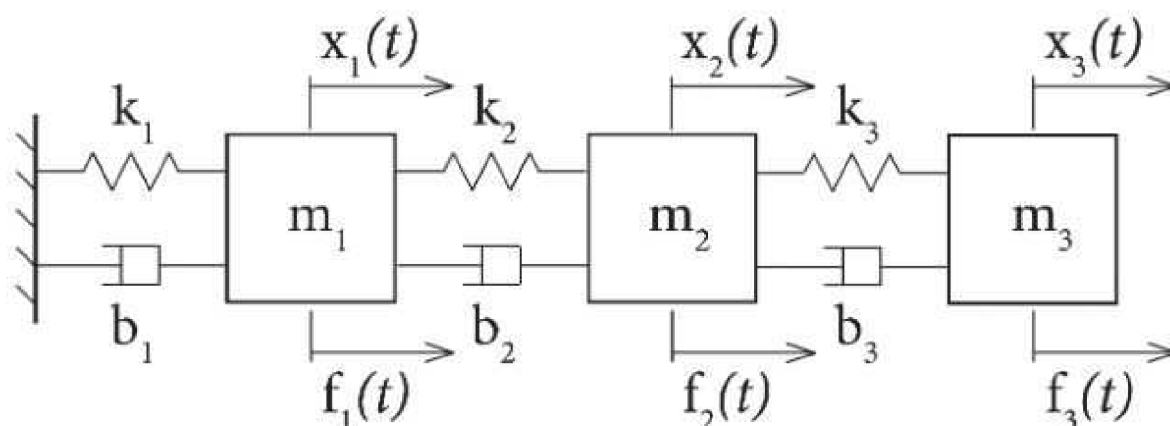 x₁(t) x₂(t) x₃(t)
k₁ k₂ k₃
m₁ m₂ m₃
b₁ b₂ b₃
f₁(t) f₂(t) f₃(t)